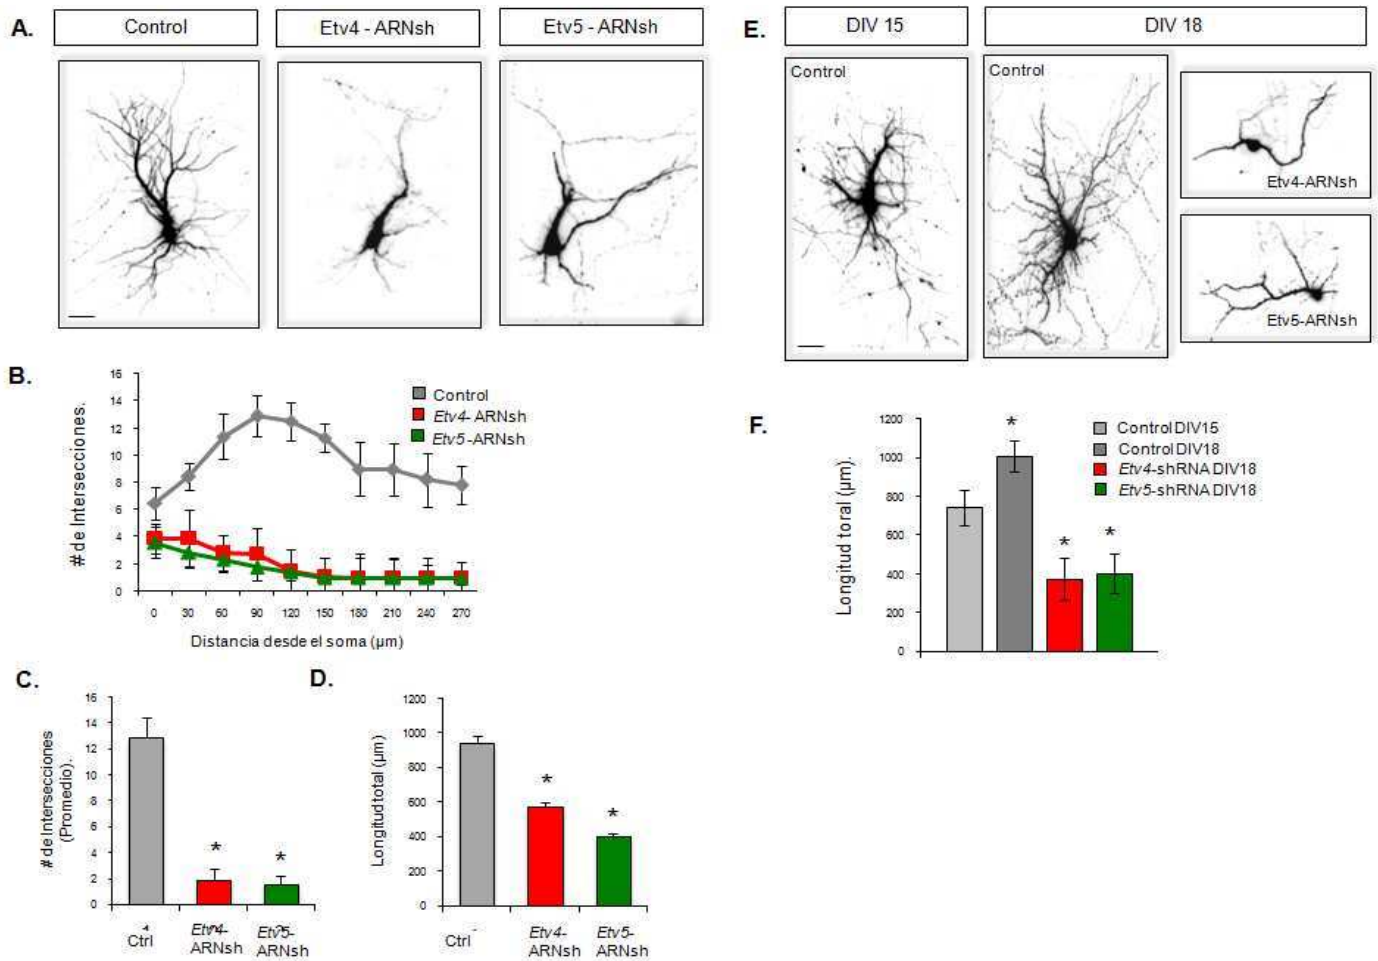 A.
Control
Etv4 - ARNsh
Etv5 - ARNsh
B.
16
14
12
10
8
6
4
2
0
# de Intersecciones.
Control
Etv4- ARNsh
Etv5-ARNsh
0 30 60 90 120 150 180 210 240 270
Distancia desde el soma (µm)
C.
16
14
12
10
8
6
4
2
0
# de Intersecciones
(Promedio).
*
*
Ctrl
Etv4-
ARNsh
Etv5-
ARNsh
D.
1200
1000
800
600
400
200
0
Longitud total (µm)
*
*
Ctrl
Etv4-
ARNsh
Etv5-
ARNsh
E.
DIV 15
DIV 18
Control
Control
Etv4-ARNsh
Etv5-ARNsh
F.
1200
1000
800
600
400
200
0
Longitud toral (µm).
*
*
*
Control DIV15
Control DIV18
Etv4-shRNA DIV18
Etv5-shRNA DIV18